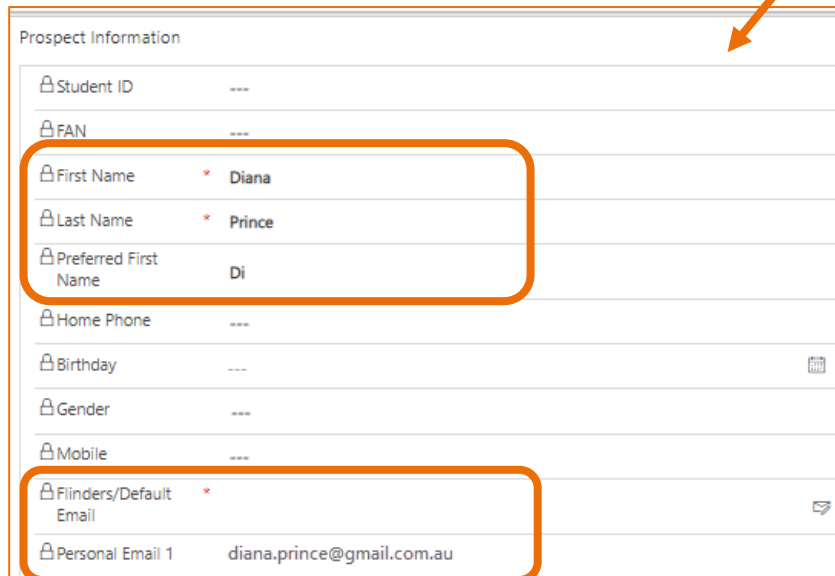 Prospect Information
Student ID ---
FAN ---
First Name * Diana
Last Name * Prince
Preferred First
Name Di
Home Phone ---
Birthday ---
Gender ---
Mobile ---
Flinders/Default *
Email
Personal Email 1 diana.prince@gmail.com.au